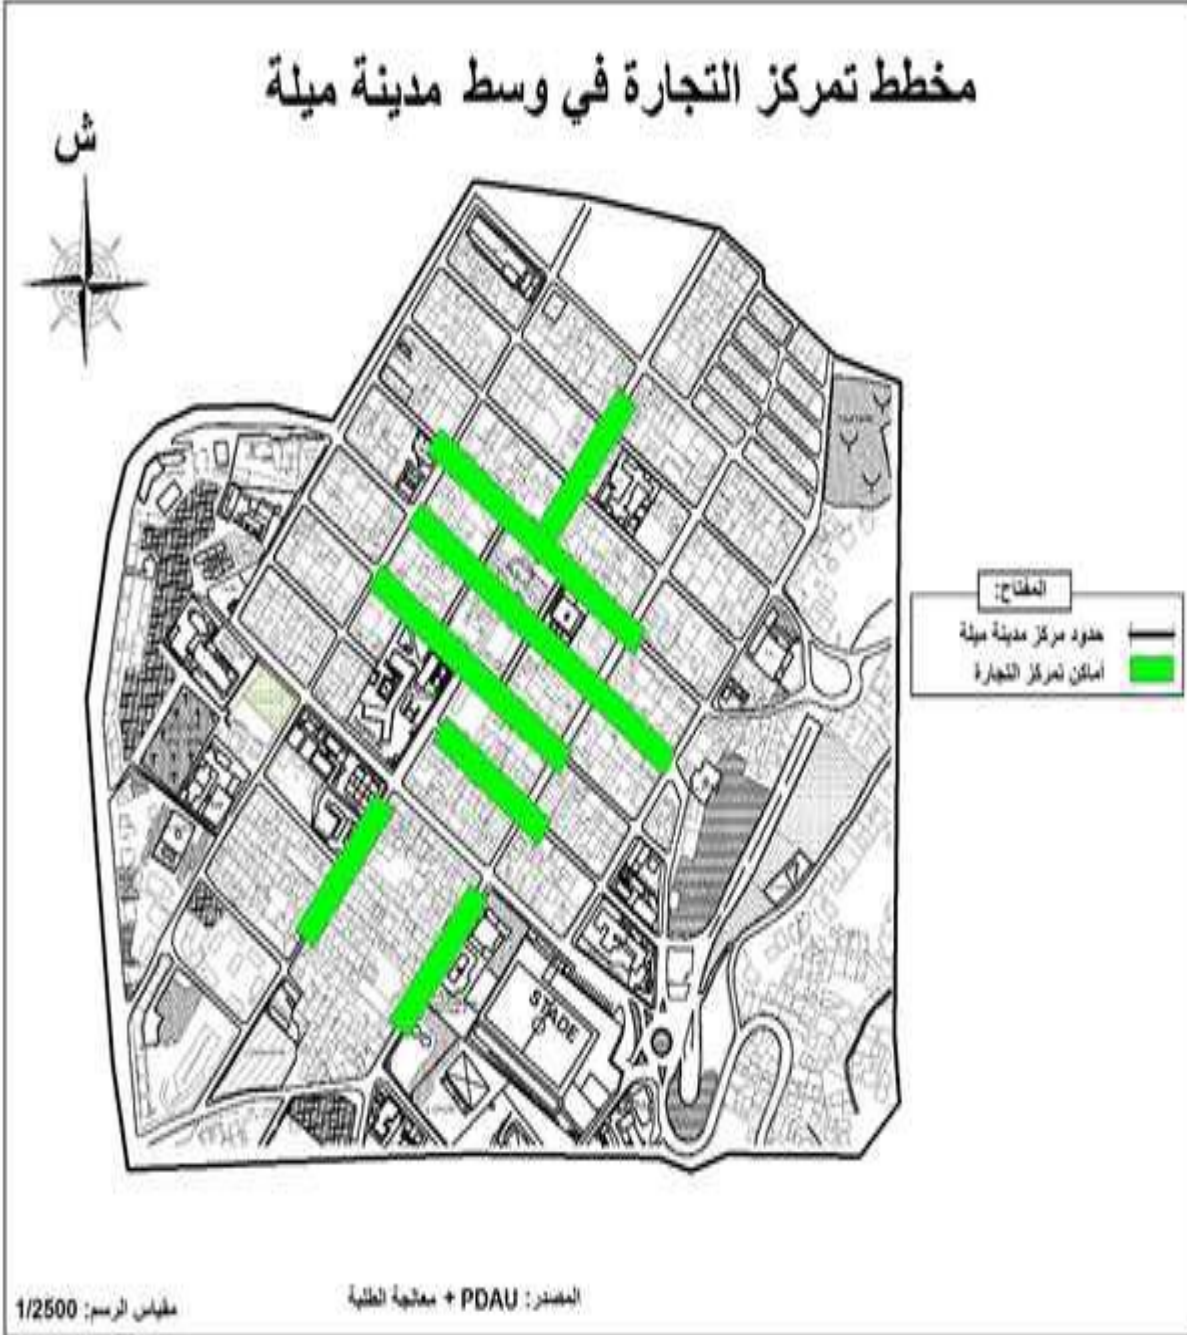 مخطط تمركز التجارة في وسط مدينة ميلة
ش
المفتاح:
حدود مركز مدينة ميلة
أماكن تمركز التجارة
STADE
المصدر: PDAU + معالجة الطلبة
مقياس الرسم: 1/2500